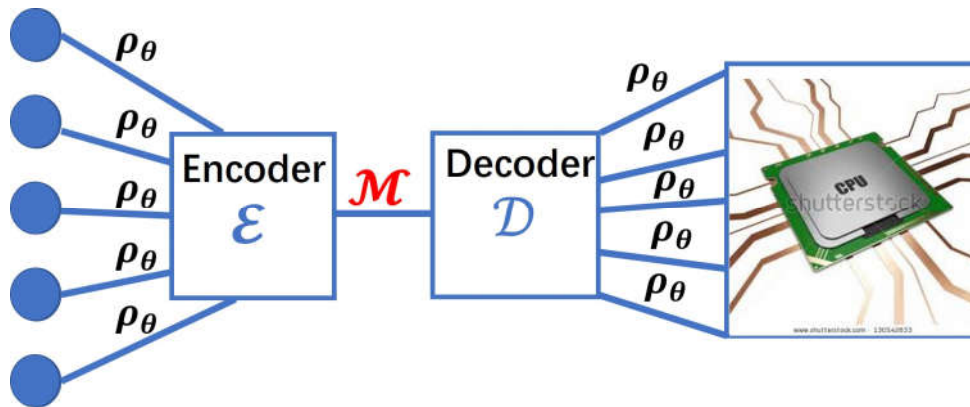 ρθ
ρθ
ρθ
ρθ
ρθ
Encoder
ℰ
ℳ
Decoder
𝒟
ρθ
ρθ
ρθ
ρθ
ρθ
CPU
shutterstock
www.shutterstock.com · 130542833